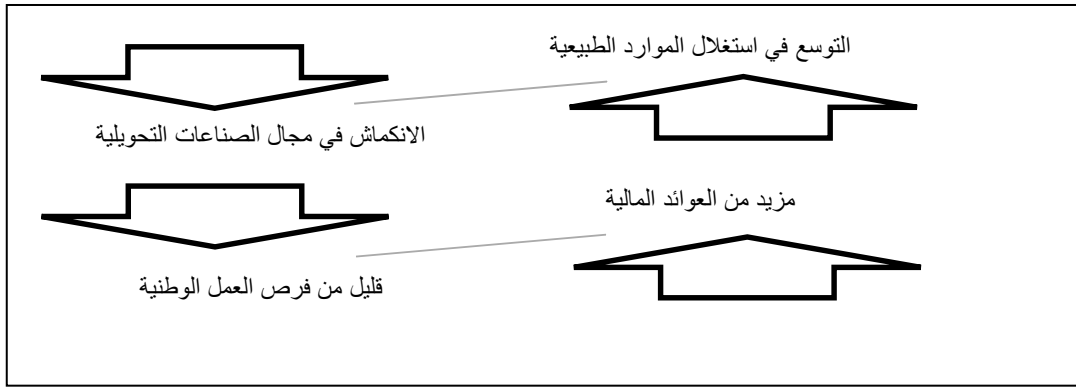 التوسع في استغلال الموارد الطبيعية
الانكماش في مجال الصناعات التحويلية
مزيد من العوائد المالية
قليل من فرص العمل الوطنية